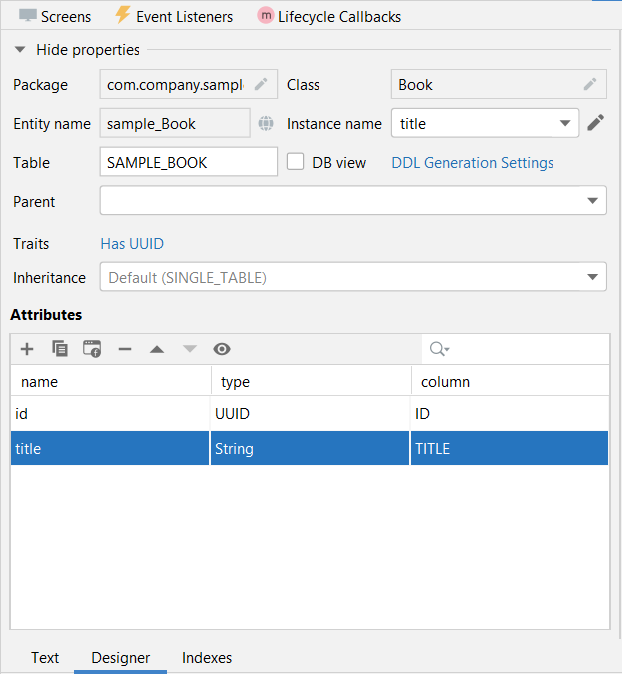 Screens Event Listeners m Lifecycle Callbacks
Hide properties
Package com.company.sampl Class Book
Entity name sample_Book Instance name title
Table SAMPLE_BOOK DB view DDL Generation Settings
Parent
Traits Has UUID
Inheritance Default (SINGLE_TABLE)
Attributes
name type column
id UUID ID
title String TITLE
Text Designer Indexes